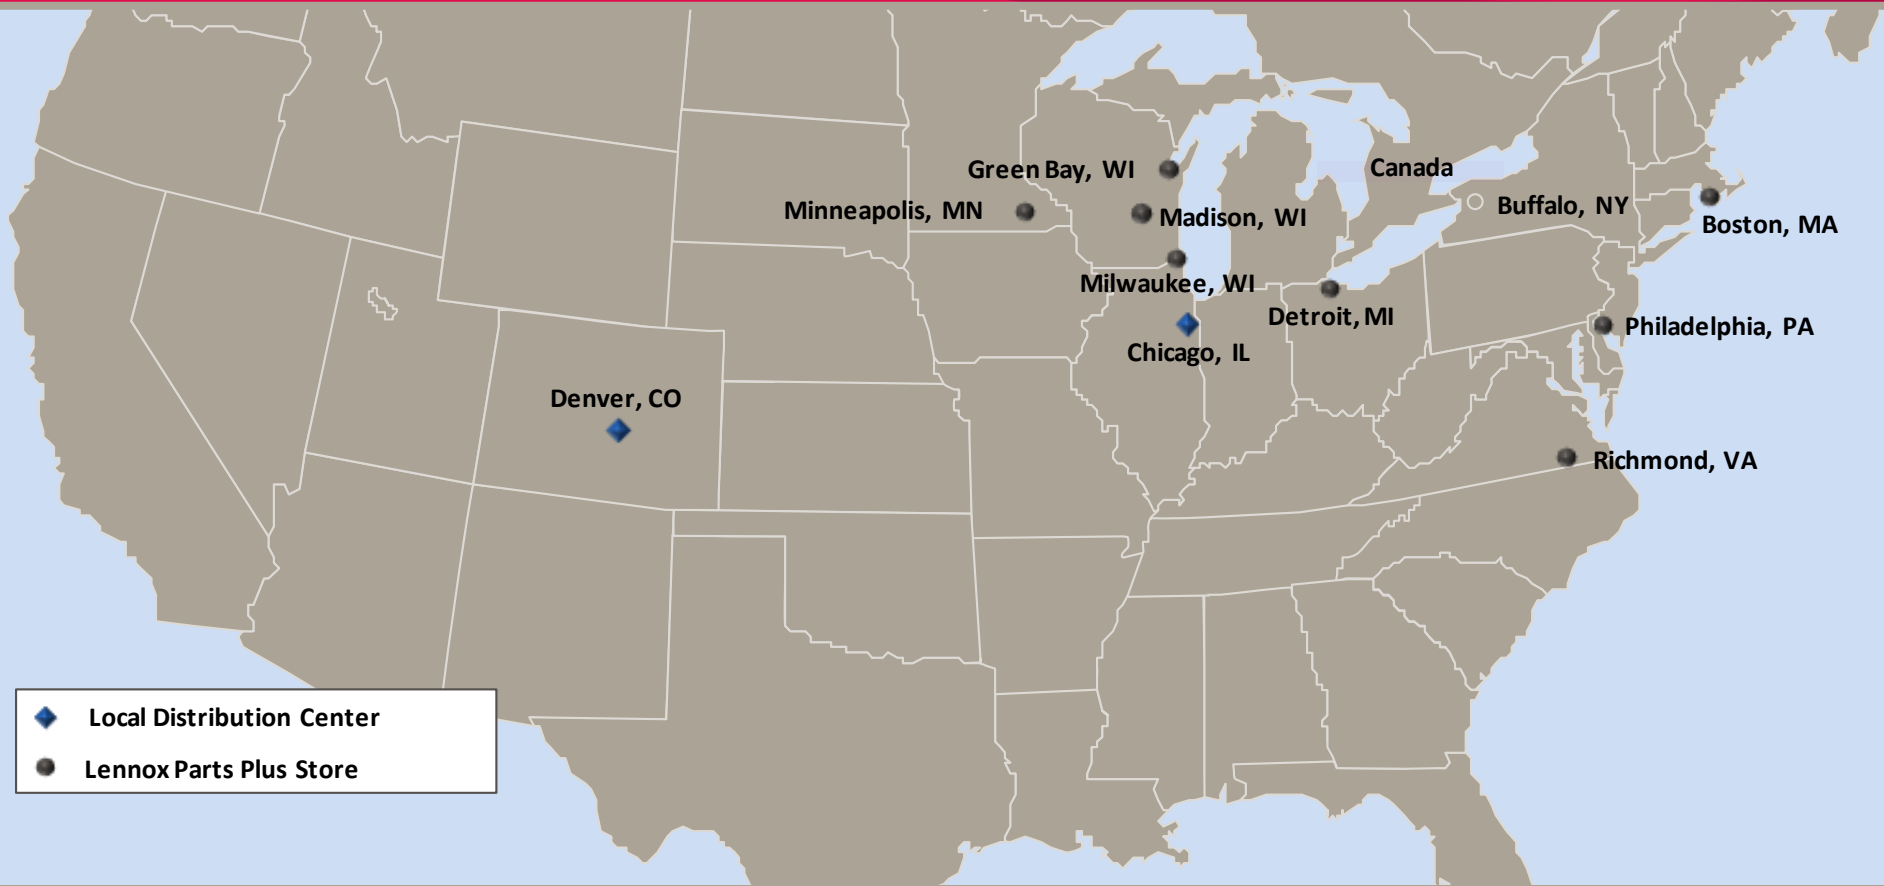 Canada
Green Bay, WI
Buffalo, NY
Minneapolis, MN
Madison, WI
Boston, MA
Milwaukee, WI
Detroit, MI
Philadelphia, PA
Chicago, IL
Denver, CO
Richmond, VA
Local Distribution Center
Lennox Parts Plus Store